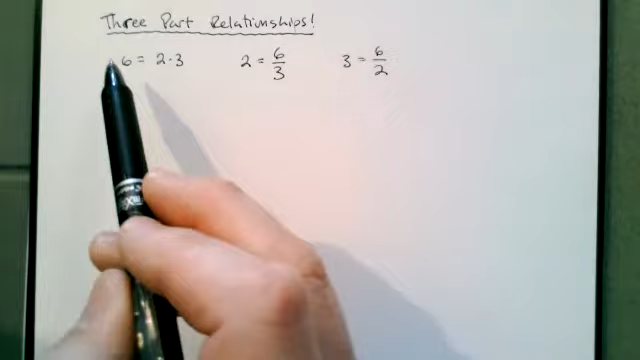 Three Part Relationships!
6 = 2·3 2 = 6/3 3 = 6/2